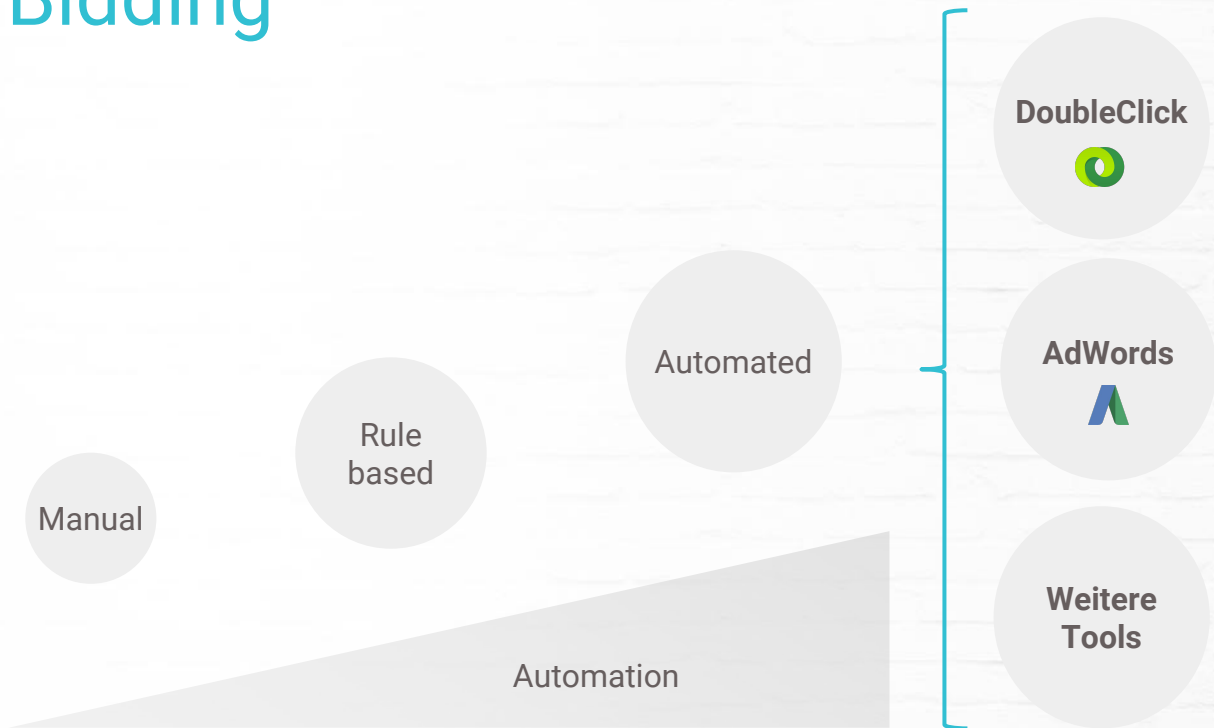 Bidding
Manual
Rule
based
Automated
Automation
DoubleClick
AdWords
Weitere
Tools